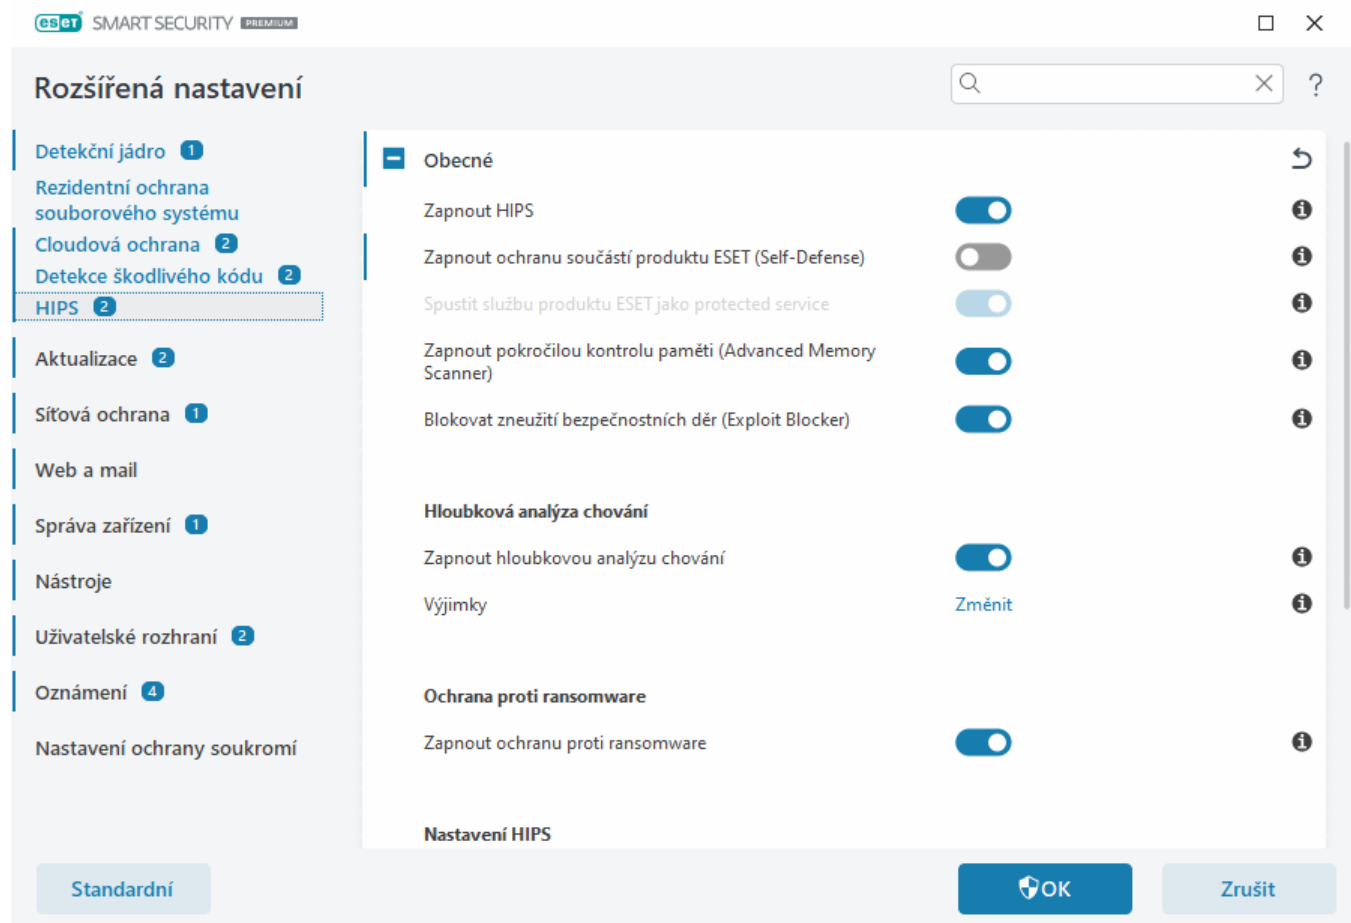 eset SMART SECURITY PREMIUM
Rozšířená nastavení
?
Detekční jádro 1
Rezidentní ochrana
souborového systému
Cloudová ochrana 2
Detekce škodlivého kódu 2
HIPS 2
Aktualizace 2
Síťová ochrana 1
Web a mail
Správa zařízení 1
Nástroje
Uživatelské rozhraní 2
Oznámení 4
Nastavení ochrany soukromí
Obecné
Zapnout HIPS
Zapnout ochranu součástí produktu ESET (Self-Defense)
Spustit službu produktu ESET jako protected service
Zapnout pokročilou kontrolu paměti (Advanced Memory
Scanner)
Blokovat zneužití bezpečnostních děr (Exploit Blocker)
Hloubková analýza chování
Zapnout hloubkovou analýzu chování
Výjimky Změnit
Ochrana proti ransomware
Zapnout ochranu proti ransomware
Nastavení HIPS
Standardní
OK
Zrušit